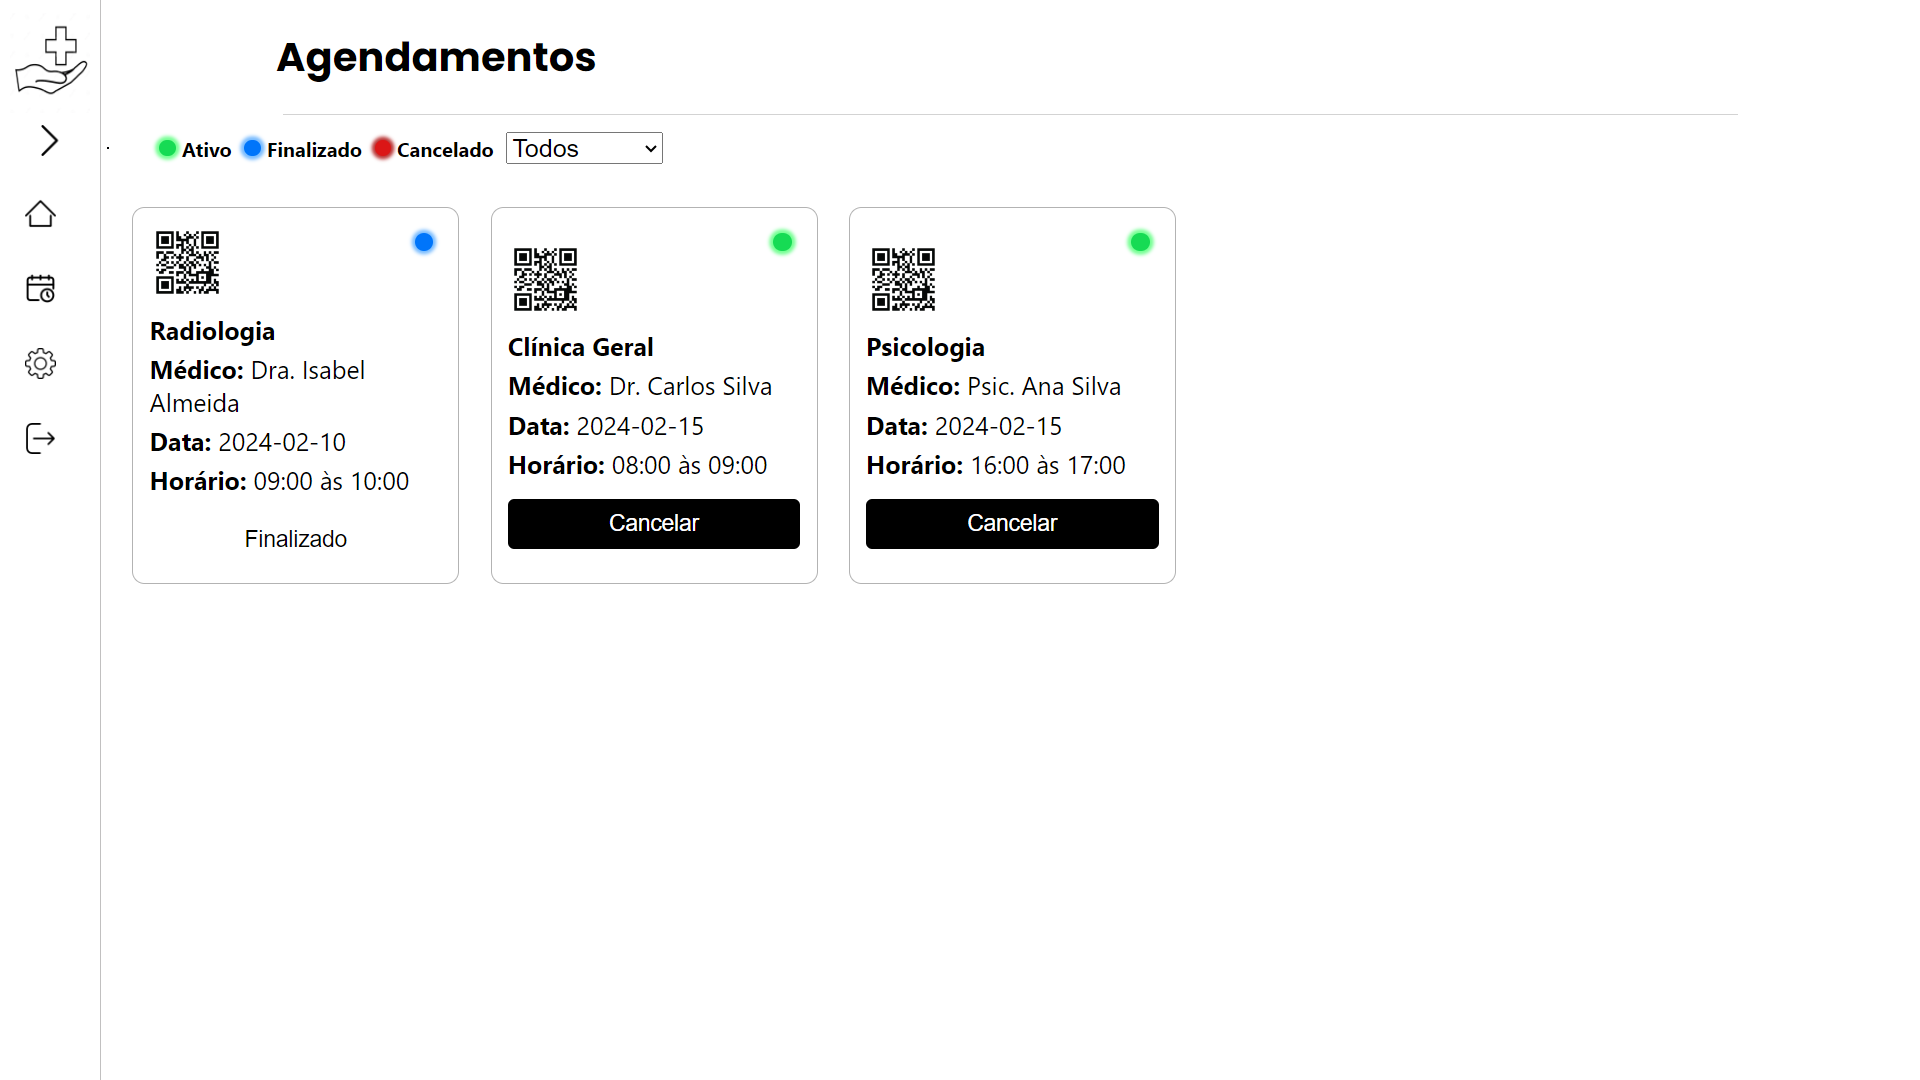 Agendamentos
Ativo Finalizado Cancelado Todos
Radiologia
Médico: Dra. Isabel
Almeida
Data: 2024-02-10
Horário: 09:00 às 10:00
Finalizado
Clínica Geral
Médico: Dr. Carlos Silva
Data: 2024-02-15
Horário: 08:00 às 09:00
Cancelar
Psicologia
Médico: Psic. Ana Silva
Data: 2024-02-15
Horário: 16:00 às 17:00
Cancelar